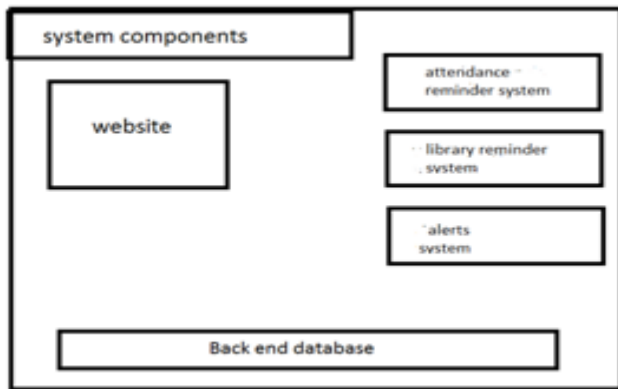 system components
website
attendance
reminder system
library reminder
system
alerts
system
Back end database